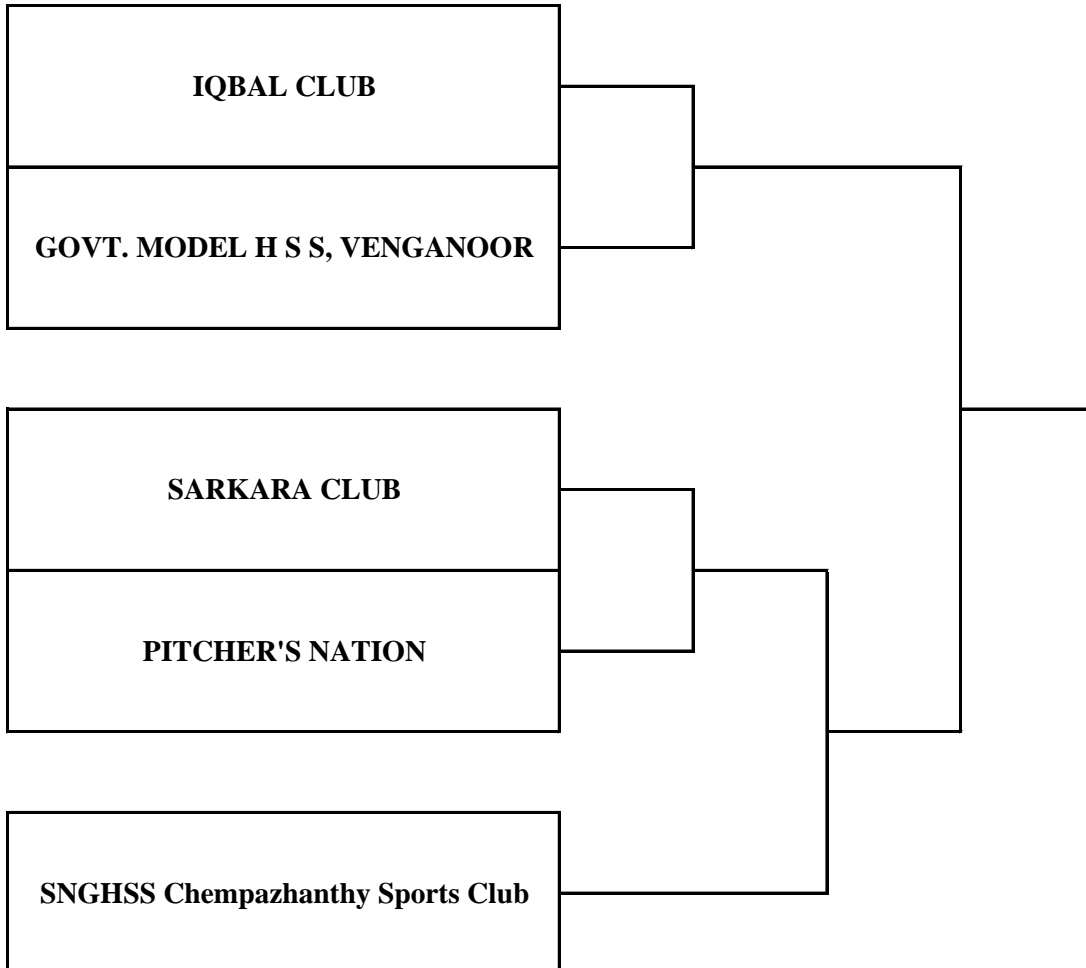 IQBAL CLUB
GOVT. MODEL H S S, VENGANOOR
SARKARA CLUB
PITCHER'S NATION
SNGHSS Chempazhanthy Sports Club